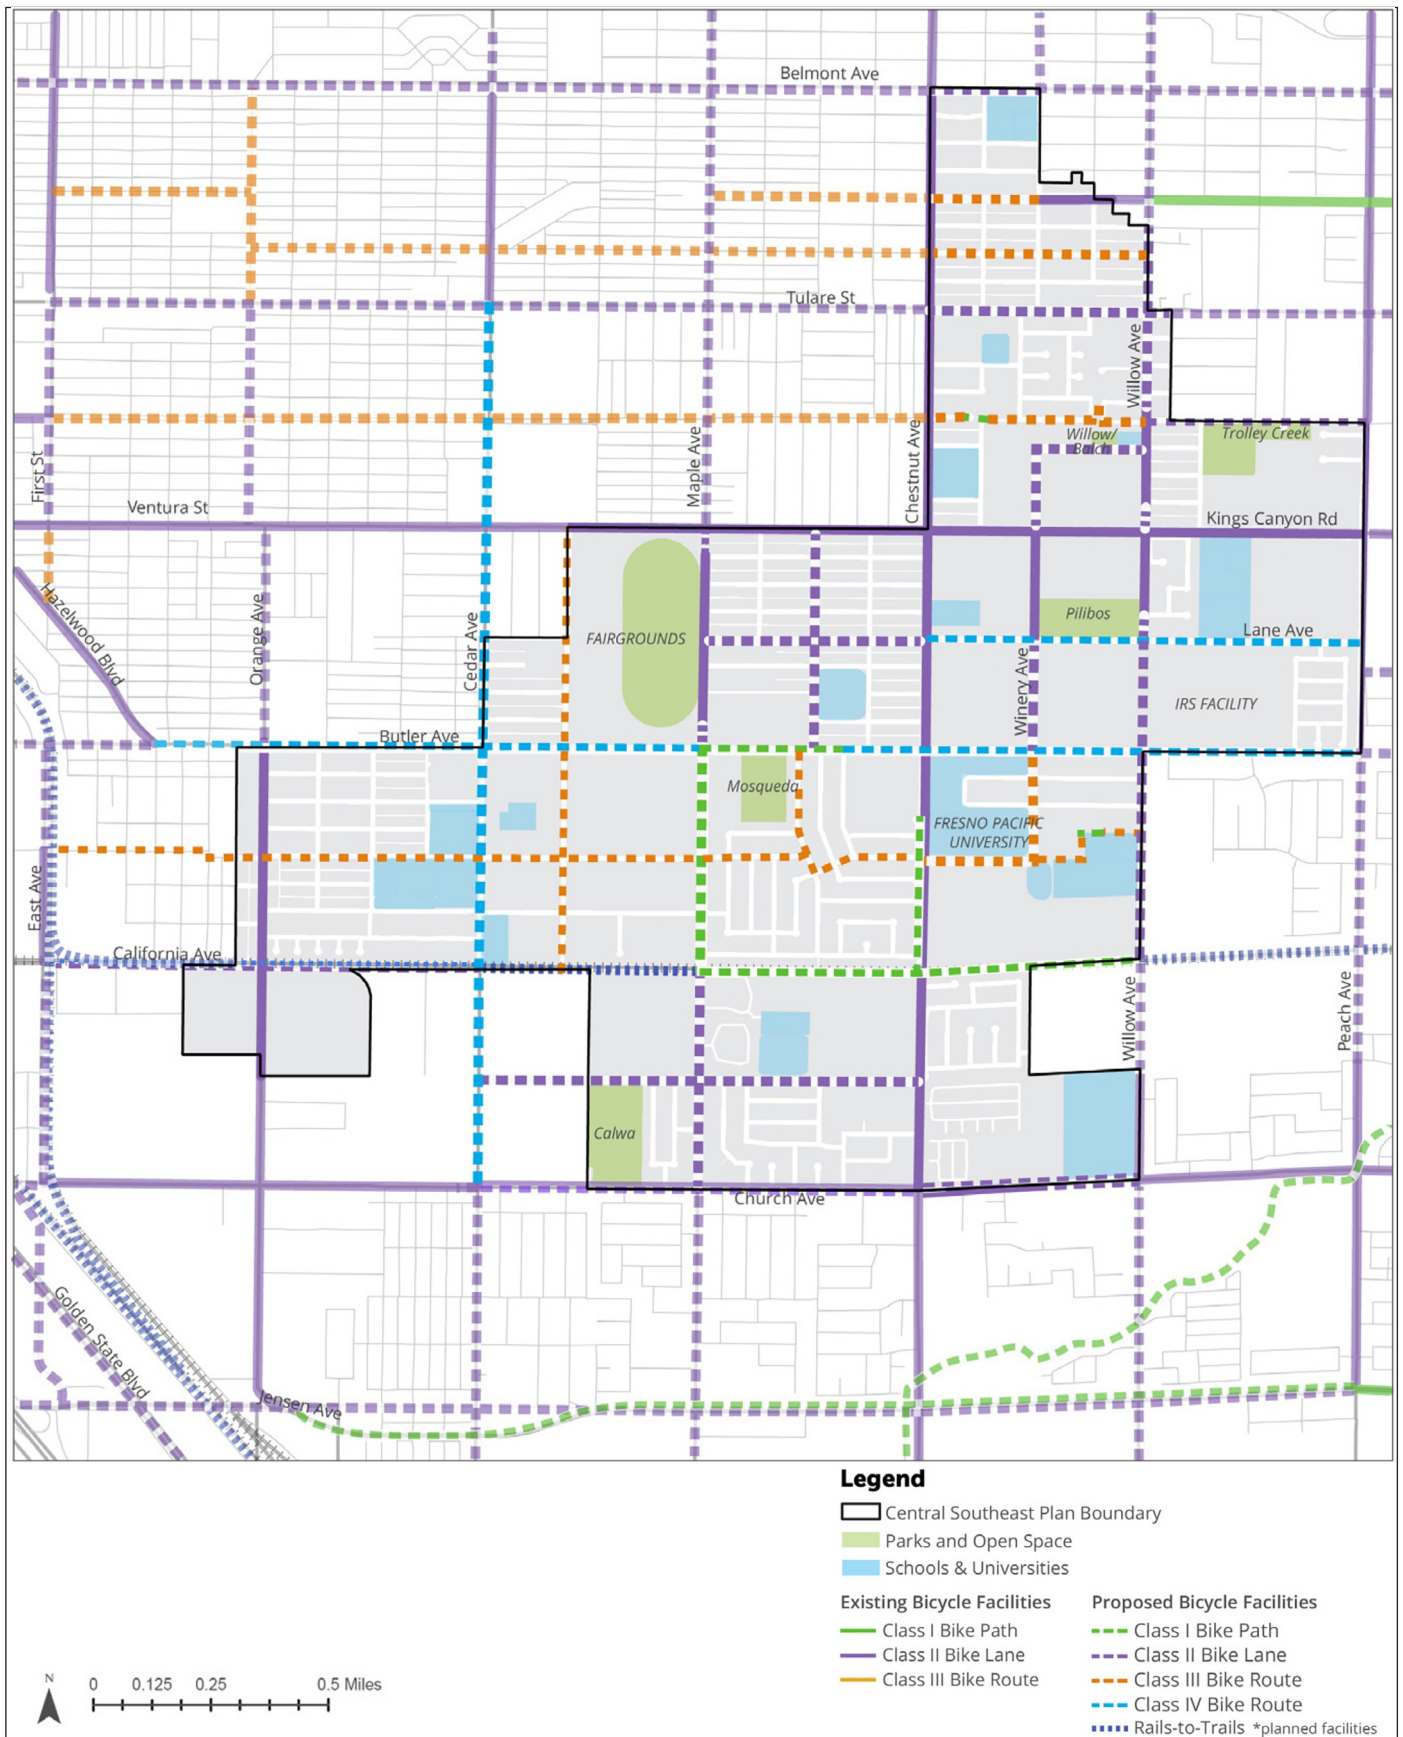 Belmont Ave
Tulare St
Willow Ave
Maple Ave
Chestnut Ave
First St
Willow/
Balch
Trolley Creek
Ventura St
Kings Canyon Rd
Hazelwood Blvd
Orange Ave
Cedar Ave
FAIRGROUNDS
Pilibos
Lane Ave
Winery Ave
IRS FACILITY
Butler Ave
Mosqueda
FRESNO PACIFIC
UNIVERSITY
East Ave
California Ave
Willow Ave
Peach Ave
Calwa
Church Ave
Golden State Blvd
Jensen Ave
Legend
Central Southeast Plan Boundary
Parks and Open Space
Schools & Universities
Existing Bicycle Facilities
Class I Bike Path
Class II Bike Lane
Class III Bike Route
Proposed Bicycle Facilities
Class I Bike Path
Class II Bike Lane
Class III Bike Route
Class IV Bike Route
Rails-to-Trails *planned facilities
N
0 0.125 0.25 0.5 Miles